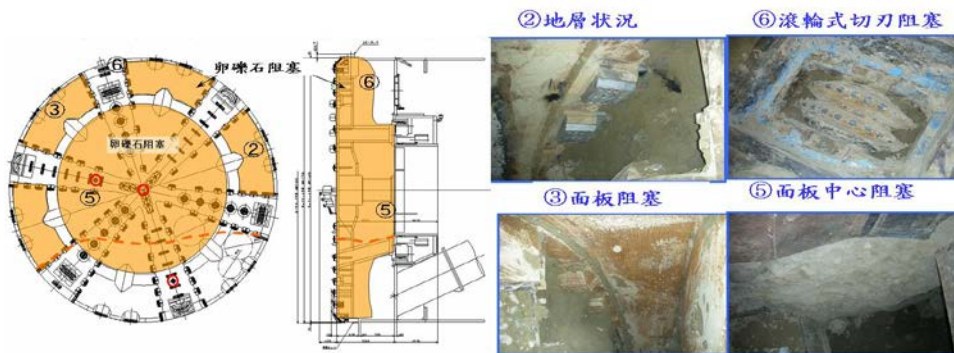 ②地層狀況
⑥滾輪式切刃阻塞
⑥
卵礫石阻塞
③
⑥
卵礫石阻塞
②
⑤
⑤
③面板阻塞
⑤面板中心阻塞